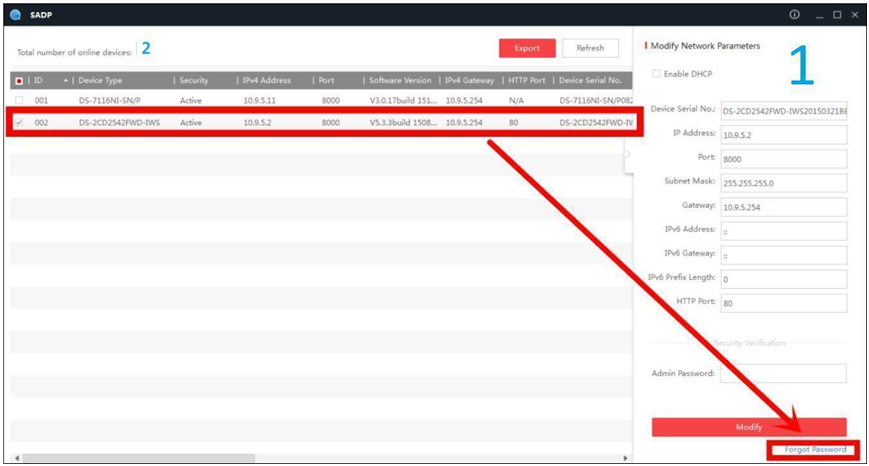 SADP
Total number of online devices: 2
Export
Refresh
ID | Device Type | Security | IPv4 Address | Port | Software Version | IPv4 Gateway | HTTP Port | Device Serial No.
001 DS-7116NI-SN/P Active 10.9.5.11 8000 V3.0.17build 151... 10.9.5.254 N/A DS-7116NI-SN/P082
002 DS-2CD2542FWD-IWS Active 10.9.5.2 8000 V5.3.3build 1508... 10.9.5.254 80 DS-2CD2542FWD-IV
Modify Network Parameters
1
Enable DHCP
Device Serial No.: DS-2CD2542FWD-IWS20150321BE
IP Address: 10.9.5.2
Port: 8000
Subnet Mask: 255.255.255.0
Gateway: 10.9.5.254
IPv6 Address: ::
IPv6 Gateway: ::
IPv6 Prefix Length: 0
HTTP Port: 80
Security Verification
Admin Password:
Modify
Forgot Password